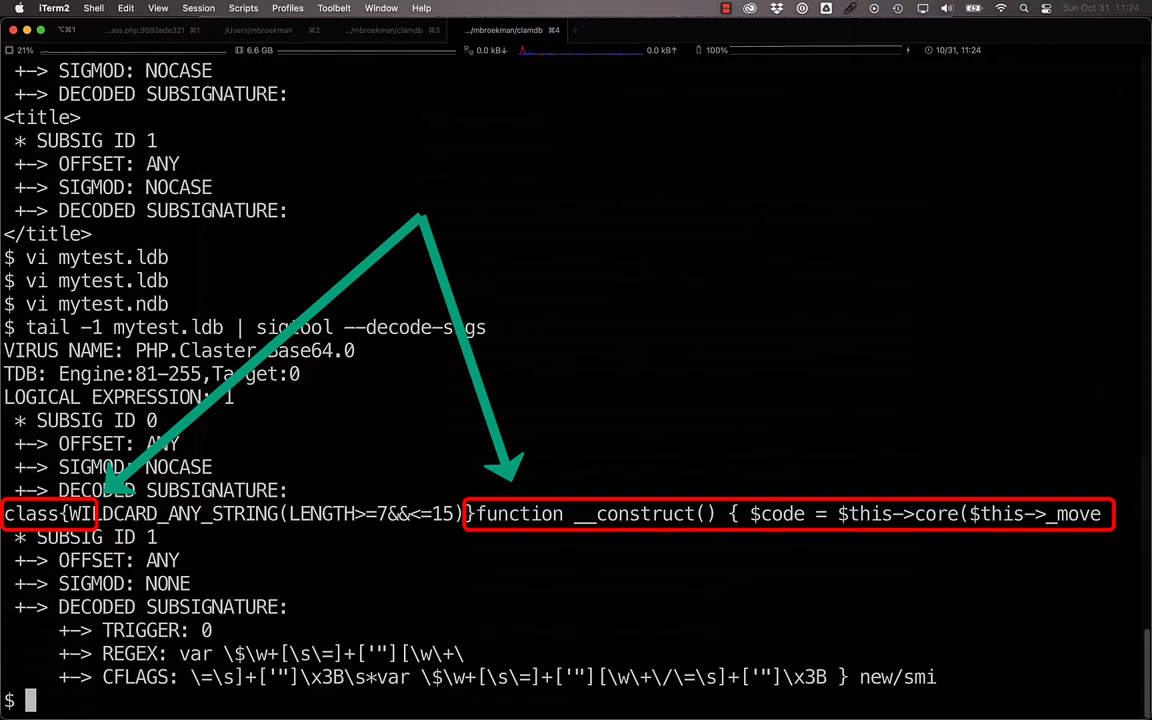 iTerm2 Shell Edit View Session Scripts Profiles Toolbelt Window Help Sun Oct 31 11:24
⌥⌘1 ...ass.php.9092ede321 ⌘1 /Users/mbroekman ⌘2 .../mbroekman/clamdb ⌘3 .../mbroekman/clamdb ⌘4
21% 6.6 GB 0.0 kB↓ 0.0 kB↑ 100% 10/31, 11:24
+-> SIGMOD: NOCASE
+-> DECODED SUBSIGNATURE:
<title>
* SUBSIG ID 1
+-> OFFSET: ANY
+-> SIGMOD: NOCASE
+-> DECODED SUBSIGNATURE:
</title>
$ vi mytest.ldb
$ vi mytest.ldb
$ vi mytest.ndb
$ tail -1 mytest.ldb | sigtool --decode-sigs
VIRUS NAME: PHP.Claster.Base64.0
TDB: Engine:81-255,Target:0
LOGICAL EXPRESSION: 1
* SUBSIG ID 0
+-> OFFSET: ANY
+-> SIGMOD: NOCASE
+-> DECODED SUBSIGNATURE:
class{WILDCARD_ANY_STRING(LENGTH>=7&&<=15)}function __construct() { $code = $this->core($this->_move
* SUBSIG ID 1
+-> OFFSET: ANY
+-> SIGMOD: NONE
+-> DECODED SUBSIGNATURE:
+-> TRIGGER: 0
+-> REGEX: var \$\w+[\s\=]+['"][\w\+\
+-> CFLAGS: \=\s]+['"]\x3B\s*var \$\w+[\s\=]+['"][\w\+\/\=\s]+['"]\x3B } new/smi
$